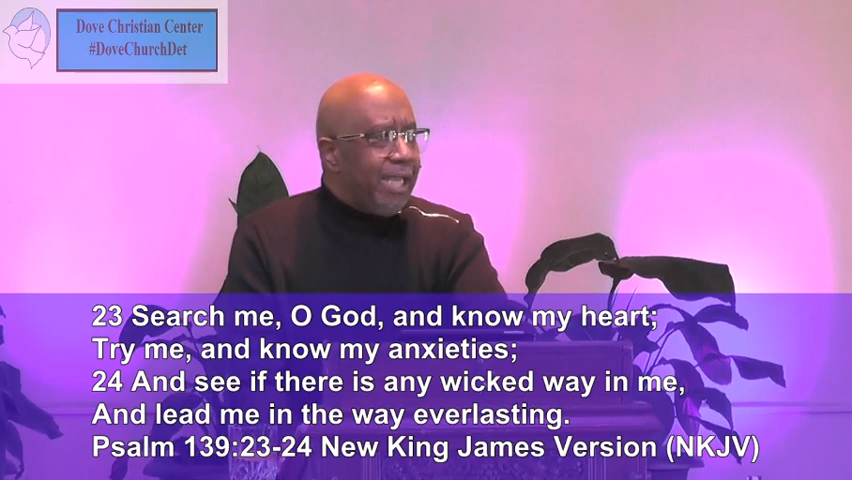 Dove Christian Center
#DoveChurchDet
23 Search me, O God, and know my heart;
Try me, and know my anxieties;
24 And see if there is any wicked way in me,
And lead me in the way everlasting.
Psalm 139:23-24 New King James Version (NKJV)